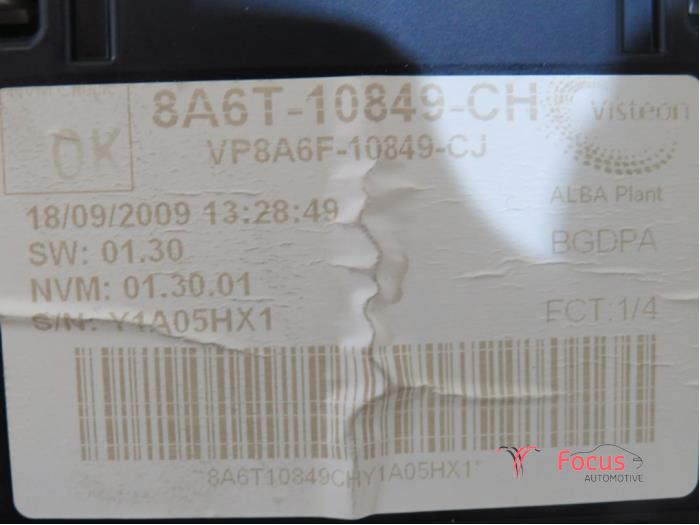 8A6T-10849-CH
Visteon
OK
VP8A6F-10849-CJ
ALBA Plant
18/09/2009 13:28:49
BGDPA
SW: 01.30
NVM: 01.30.01
FCT:1/4
S/N: Y1A05HX1
8A6T10849CHY1A05HX1
Focus
AUTOMOTIVE